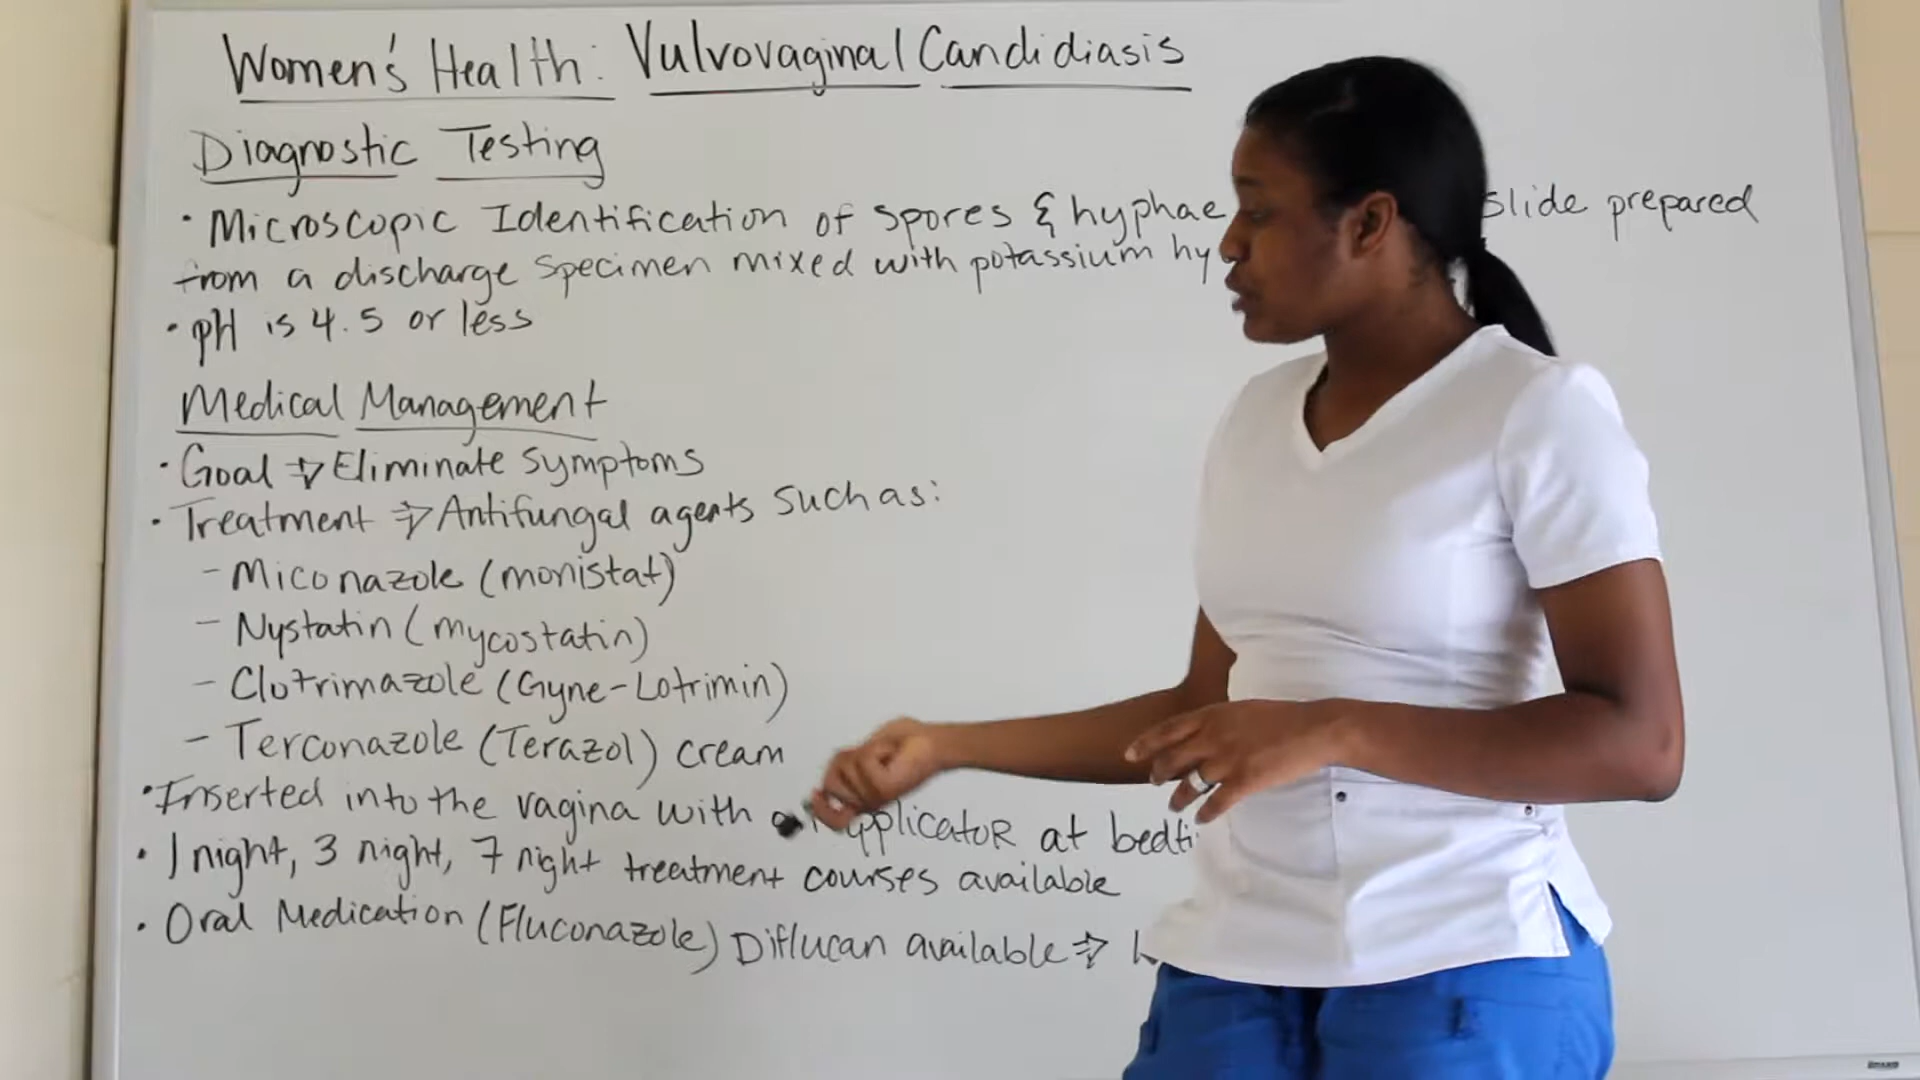 Women's Health: Vulvovaginal Candidiasis
Diagnostic Testing
• Microscopic Identification of spores & hyphae slide prepared
from a discharge specimen mixed with potassium hy
• pH is 4.5 or less
Medical Management
• Goal ⇒ Eliminate symptoms
• Treatment ⇒ Antifungal agents such as:
- Miconazole (monistat)
- Nystatin (mycostatin)
- Clotrimazole (Gyne-Lotrimin)
- Terconazole (Terazol) cream
• Inserted into the vagina with applicator at bedti
• 1 night, 3 night, 7 night treatment courses available
• Oral Medication (Fluconazole) Diflucan available ⇒